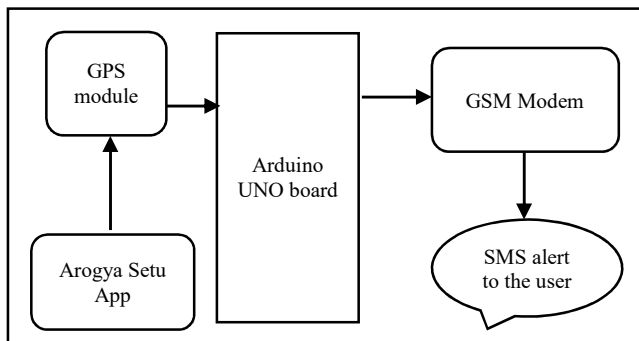 GPS
module
Arduino
UNO board
GSM Modem
Arogya Setu
App
SMS alert
to the user